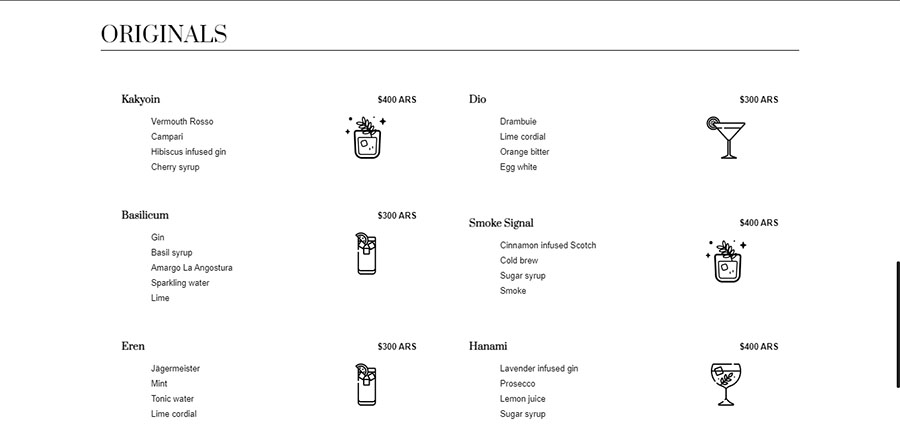 ORIGINALS
Kakyoin $400 ARS
Vermouth Rosso
Campari
Hibiscus infused gin
Cherry syrup
Dio $300 ARS
Drambuie
Lime cordial
Orange bitter
Egg white
Basilicum $300 ARS
Gin
Basil syrup
Amargo La Angostura
Sparkling water
Lime
Smoke Signal $400 ARS
Cinnamon infused Scotch
Cold brew
Sugar syrup
Smoke
Eren $300 ARS
Jägermeister
Mint
Tonic water
Lime cordial
Hanami $400 ARS
Lavender infused gin
Prosecco
Lemon juice
Sugar syrup